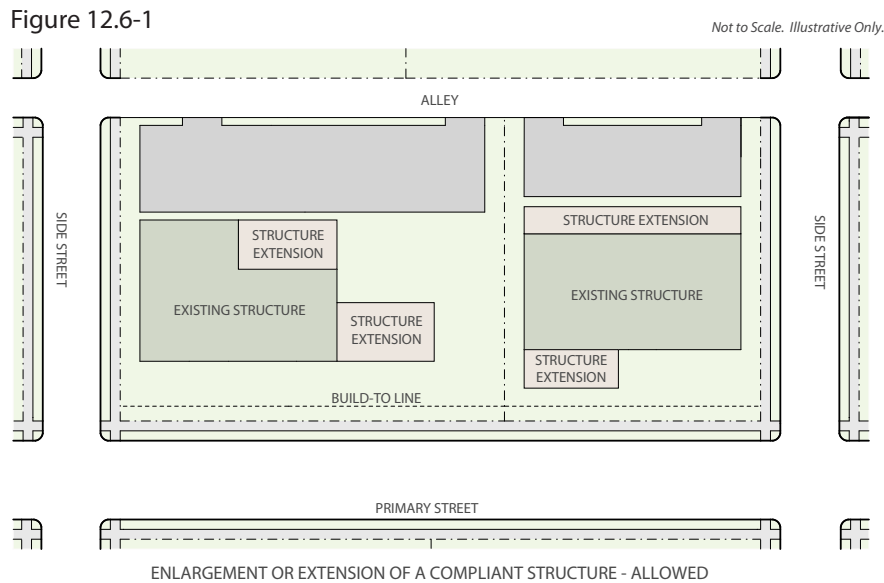 Figure 12.6-1
Not to Scale. Illustrative Only.
ALLEY
SIDE STREET
SIDE STREET
STRUCTURE
EXTENSION
STRUCTURE EXTENSION
EXISTING STRUCTURE
EXISTING STRUCTURE
STRUCTURE
EXTENSION
STRUCTURE
EXTENSION
BUILD-TO LINE
PRIMARY STREET
ENLARGEMENT OR EXTENSION OF A COMPLIANT STRUCTURE - ALLOWED